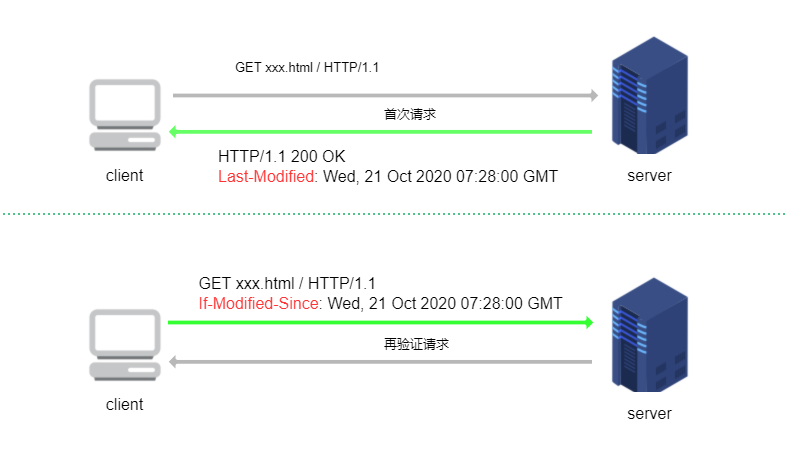 GET xxx.html / HTTP/1.1
首次请求
HTTP/1.1 200 OK
Last-Modified: Wed, 21 Oct 2020 07:28:00 GMT
client
server
GET xxx.html / HTTP/1.1
If-Modified-Since: Wed, 21 Oct 2020 07:28:00 GMT
再验证请求
client
server